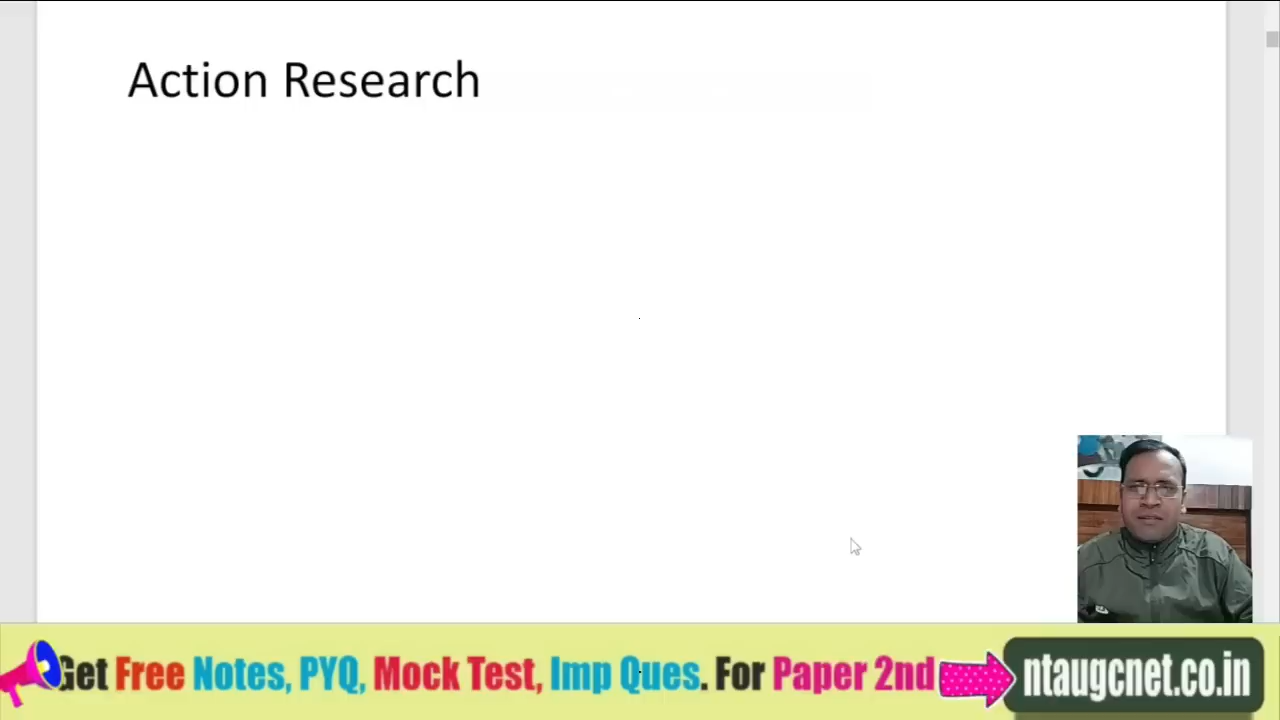 Action Research
Get Free Notes, PYQ, Mock Test, Imp Ques. For Paper 2nd ntaugcnet.co.in